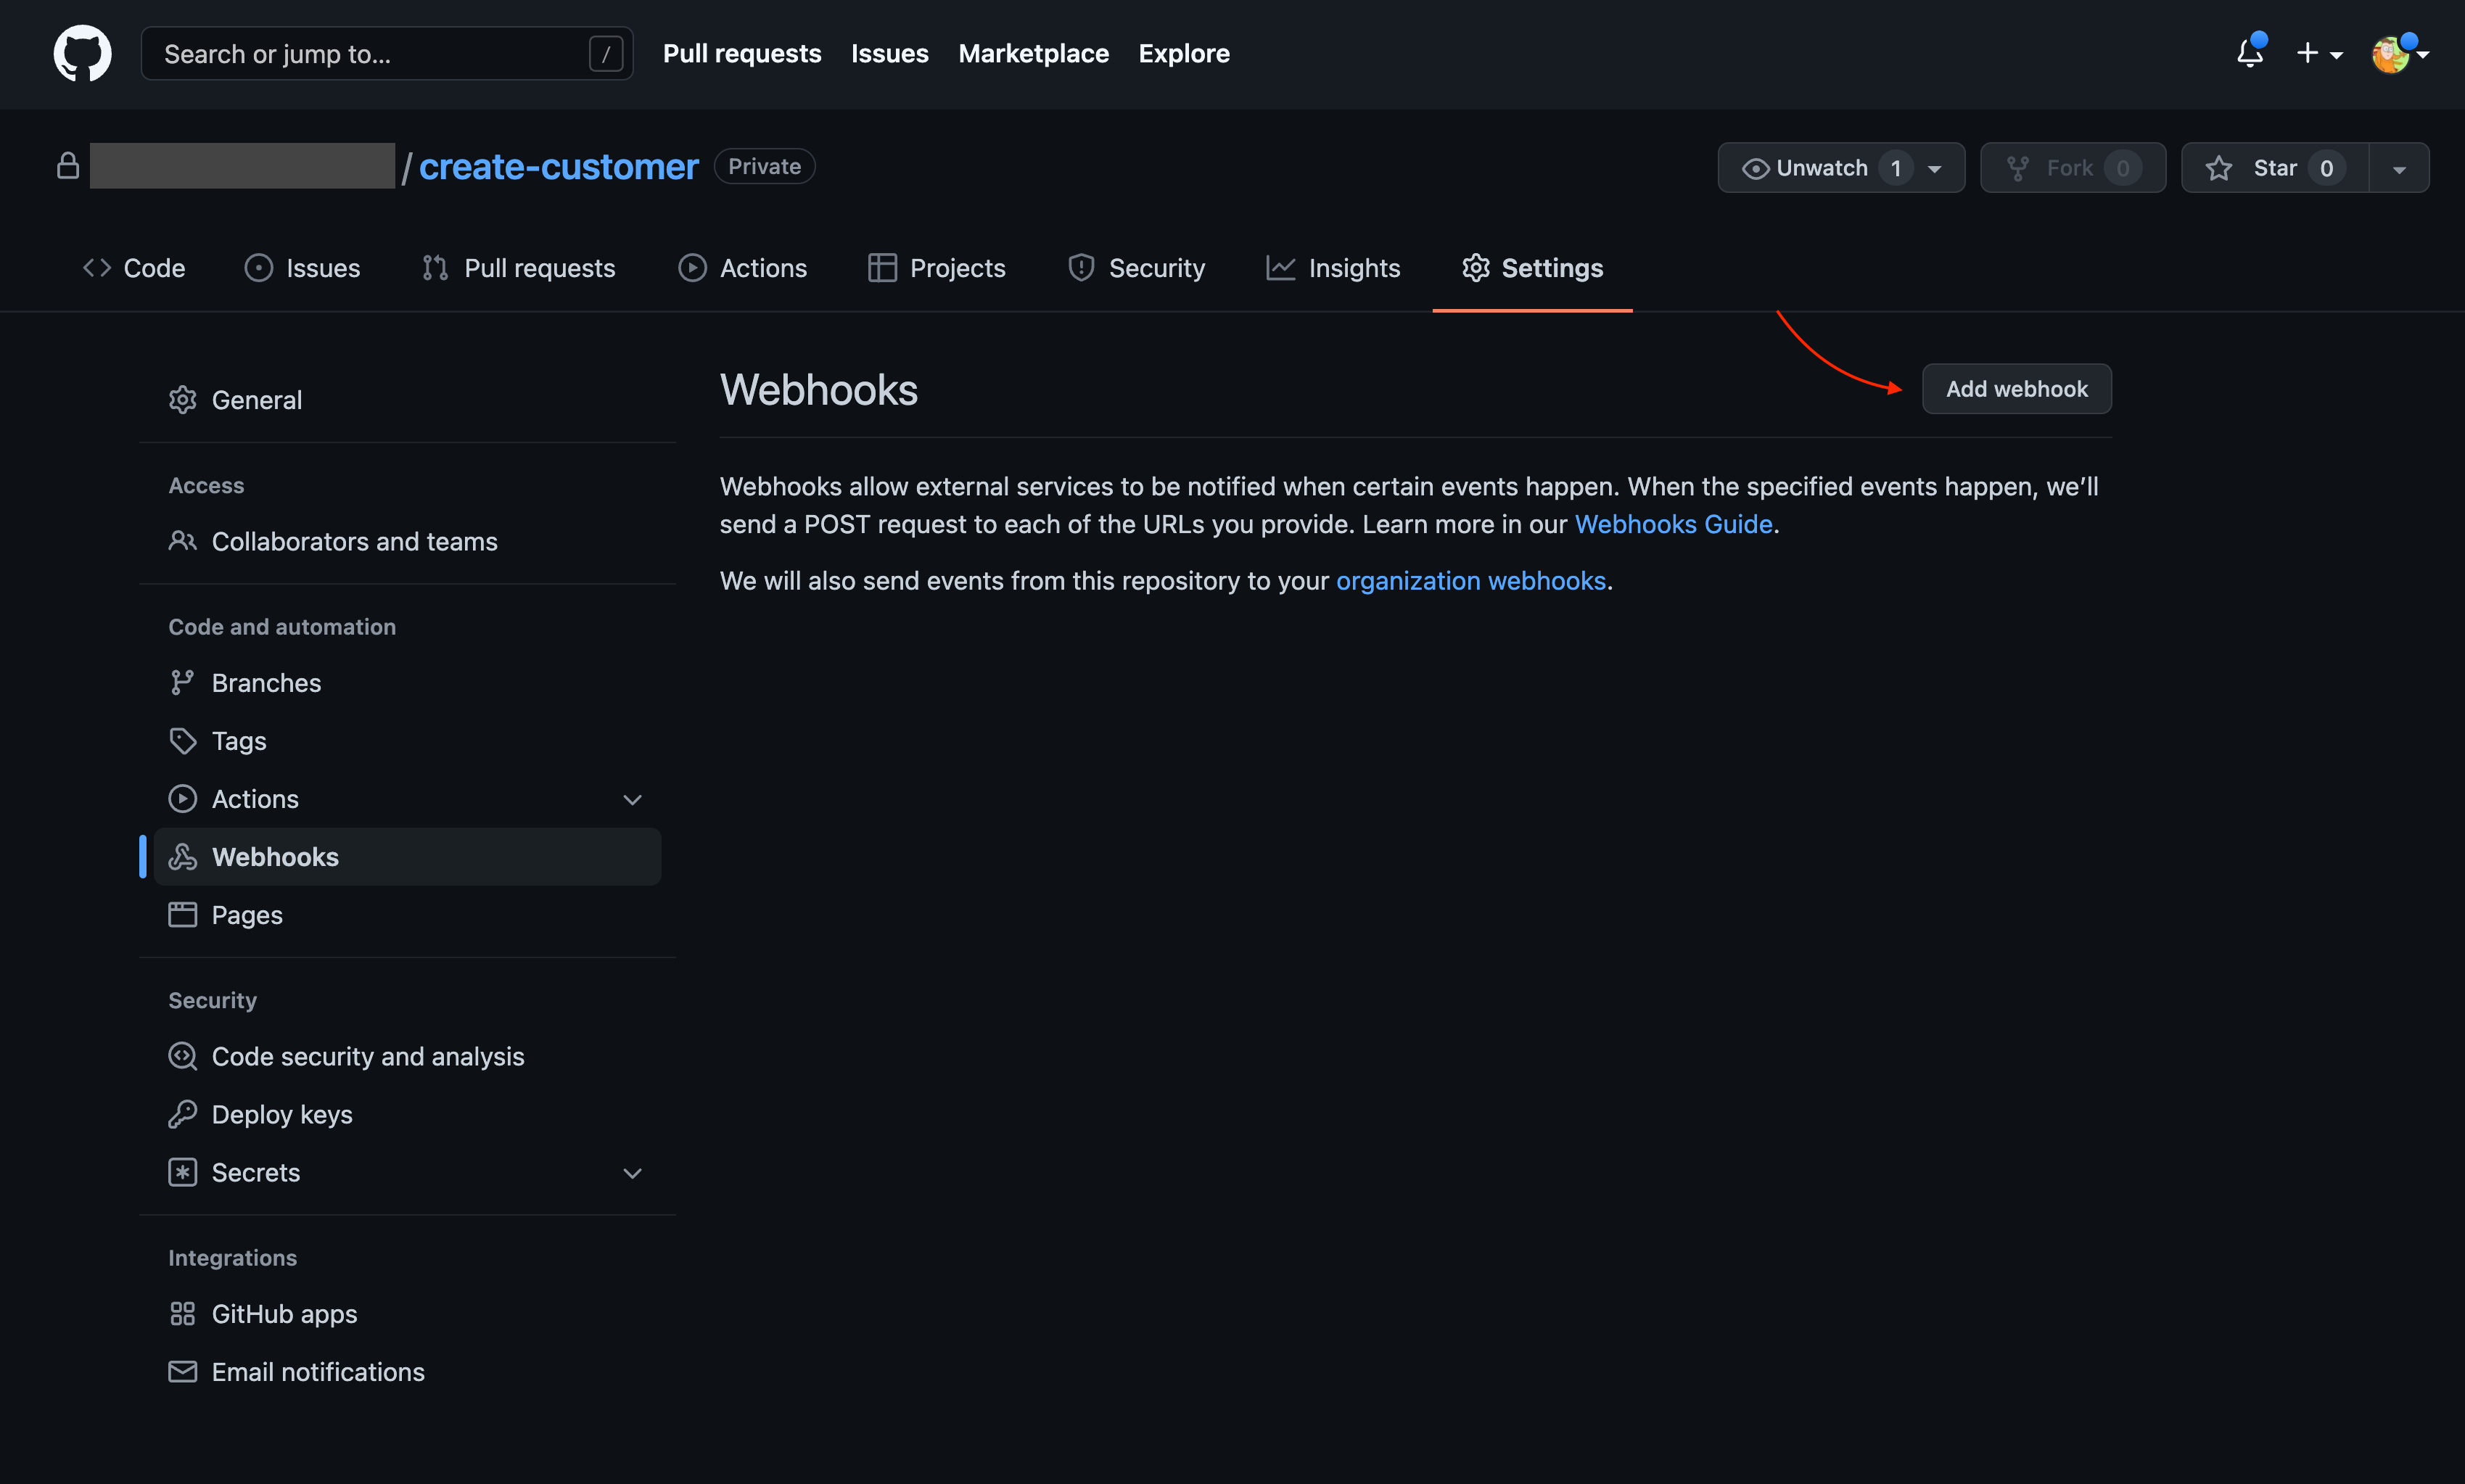 Search or jump to... /
Pull requests Issues Marketplace Explore
/ create-customer Private
Unwatch 1 Fork 0 Star 0
Code Issues Pull requests Actions Projects Security Insights Settings
General
Access
Collaborators and teams
Code and automation
Branches
Tags
Actions
Webhooks
Pages
Security
Code security and analysis
Deploy keys
Secrets
Integrations
GitHub apps
Email notifications
Webhooks
Add webhook
Webhooks allow external services to be notified when certain events happen. When the specified events happen, we’ll
send a POST request to each of the URLs you provide. Learn more in our Webhooks Guide.
We will also send events from this repository to your organization webhooks.